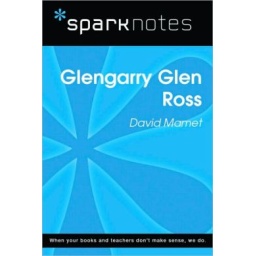 *sparknotes
Glengarry Glen
Ross
David Mamet
When your books and teachers don't make sense, we do.